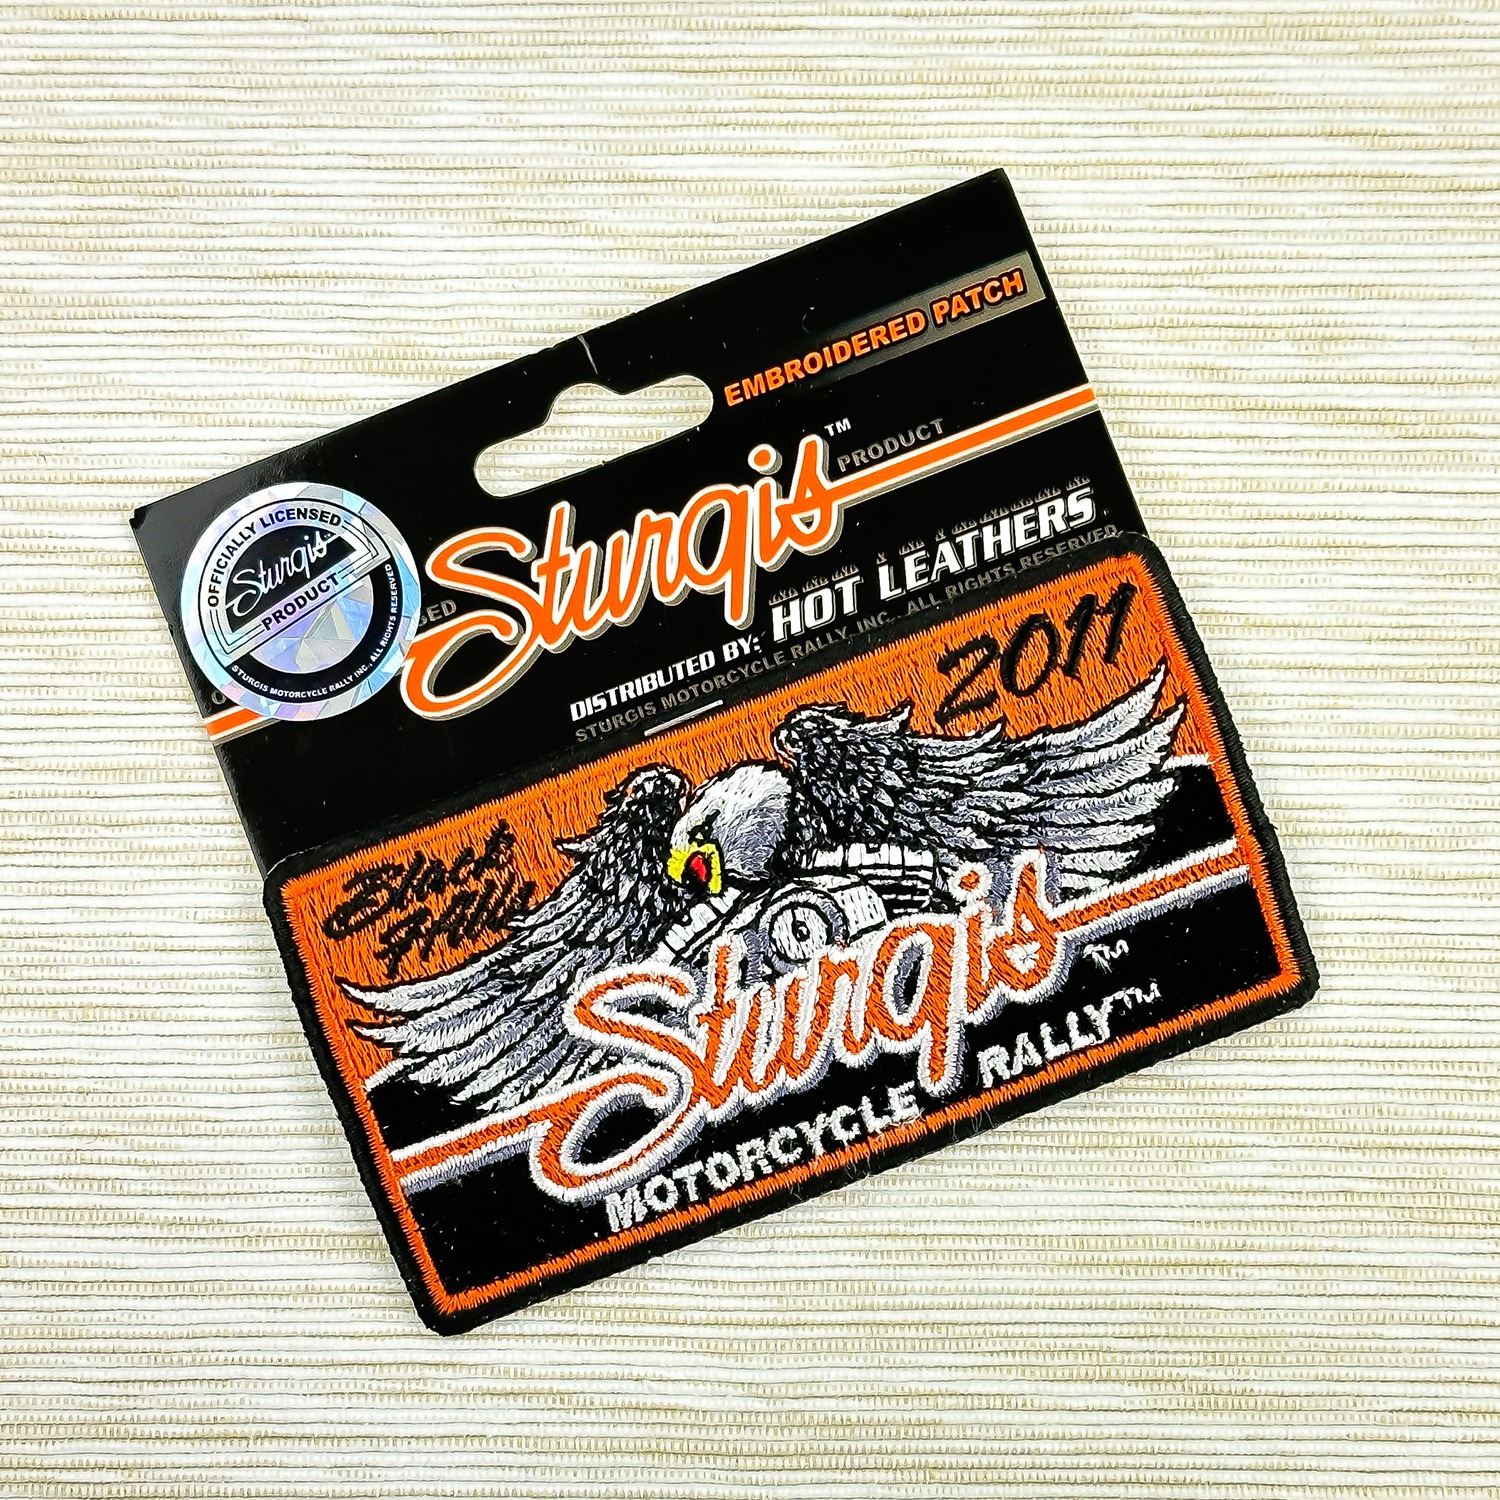 EMBROIDERED PATCH
Sturgis™
PRODUCT
OFFICIALLY LICENSED
Sturgis™
PRODUCT
STURGIS MOTORCYCLE RALLY INC. ALL RIGHTS RESERVED
DISTRIBUTED BY: HOT LEATHERS
STURGIS MOTORCYCLE RALLY, INC. ALL RIGHTS RESERVED
2011
Black
Hills
Sturgis™
MOTORCYCLE RALLY™